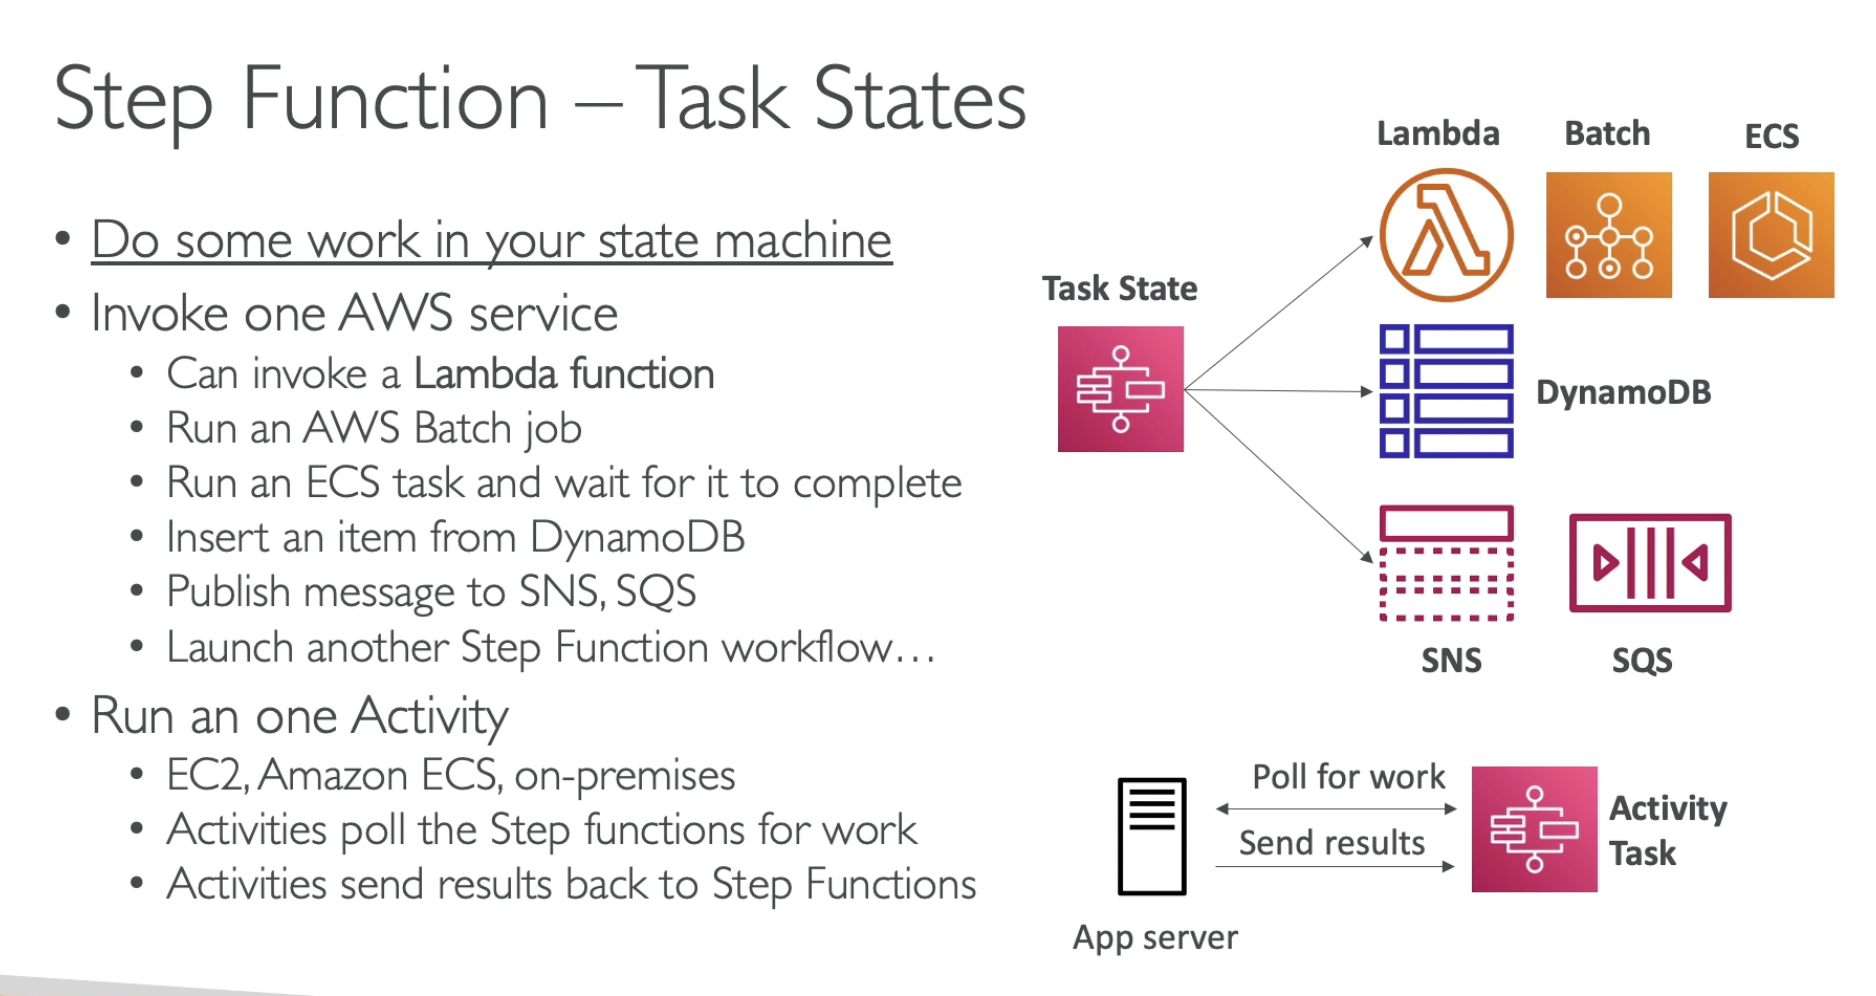 Step Function – Task States
• Do some work in your state machine
• Invoke one AWS service
• Can invoke a Lambda function
• Run an AWS Batch job
• Run an ECS task and wait for it to complete
• Insert an item from DynamoDB
• Publish message to SNS, SQS
• Launch another Step Function workflow…
• Run an one Activity
• EC2, Amazon ECS, on-premises
• Activities poll the Step functions for work
• Activities send results back to Step Functions
Lambda
Batch
ECS
Task State
DynamoDB
SNS
SQS
Poll for work
Send results
Activity
Task
App server